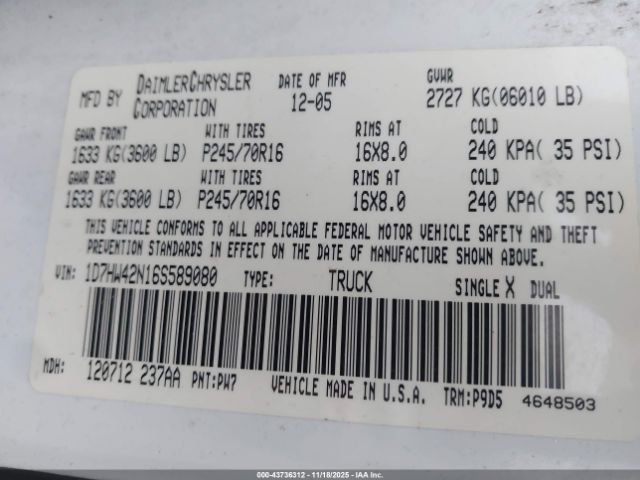 MFD BY DAIMLERCHRYSLER CORPORATION DATE OF MFR 12-05 GVWR 2727 KG(06010 LB)
GAWR FRONT WITH TIRES RIMS AT COLD
1633 KG(3600 LB) P245/70R16 16X8.0 240 KPA( 35 PSI)
GAWR REAR WITH TIRES RIMS AT COLD
1633 KG(3600 LB) P245/70R16 16X8.0 240 KPA( 35 PSI)
THIS VEHICLE CONFORMS TO ALL APPLICABLE FEDERAL MOTOR VEHICLE SAFETY AND THEFT
PREVENTION STANDARDS IN EFFECT ON THE DATE OF MANUFACTURE SHOWN ABOVE.
VIN: 1D7HW42N16S589080 TYPE: TRUCK SINGLE X DUAL
MDH: 120712 237AA PNT:PW7 VEHICLE MADE IN U.S.A. TRM:P9D5 4648503
000-43736312 - 11/18/2025 - IAAI.COM